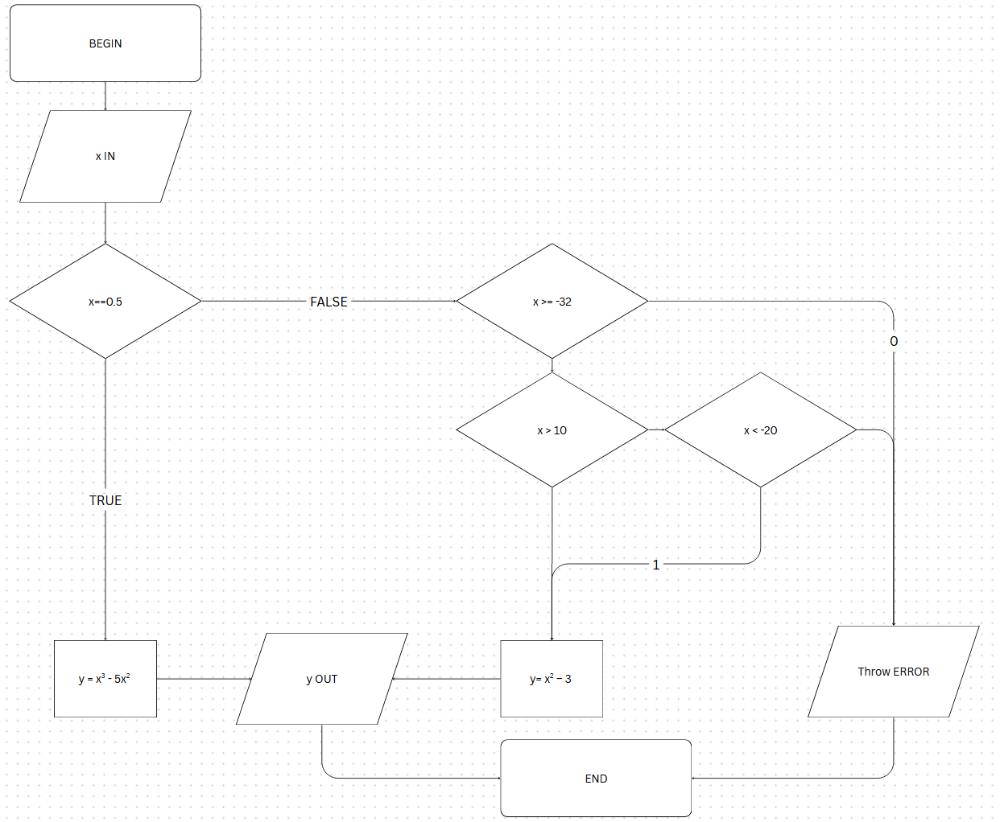 BEGIN
x IN
x==0.5
FALSE
x >= -32
0
x > 10
x < -20
TRUE
1
y = x³ - 5x²
y OUT
y= x² – 3
Throw ERROR
END